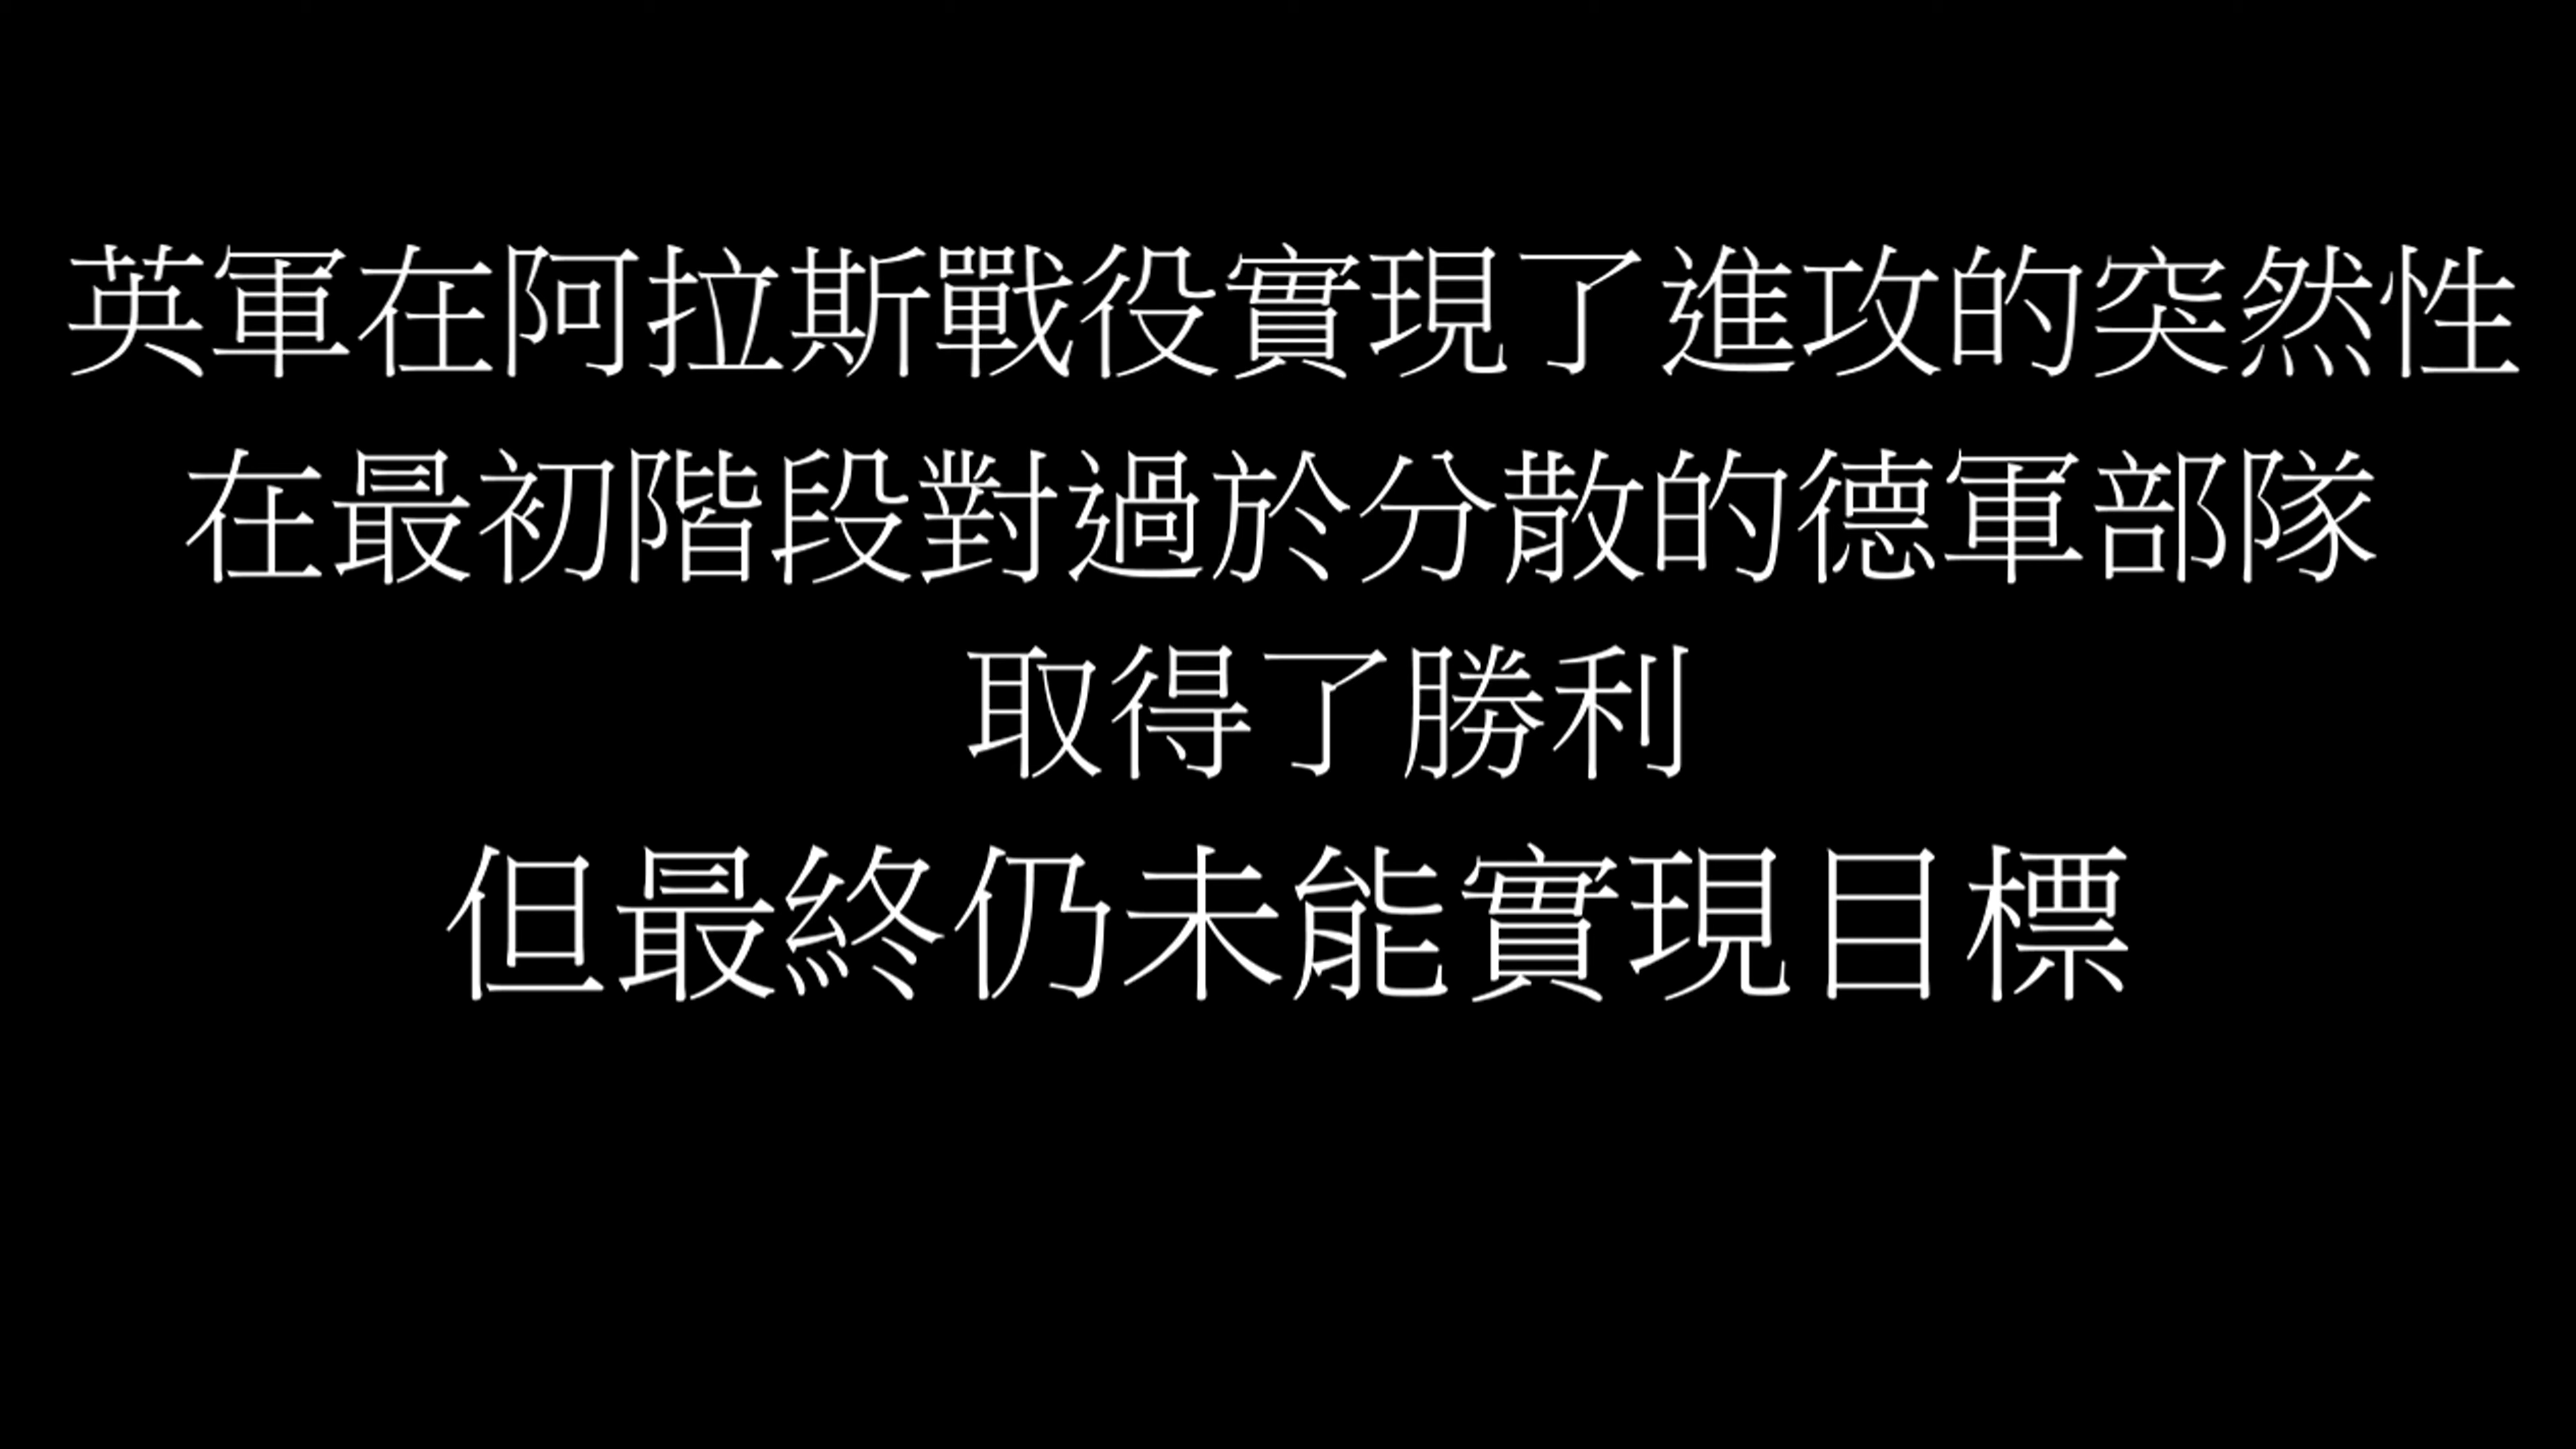 英軍在阿拉斯戰役實現了進攻的突然性
在最初階段對過於分散的德軍部隊
取得了勝利
但最終仍未能實現目標